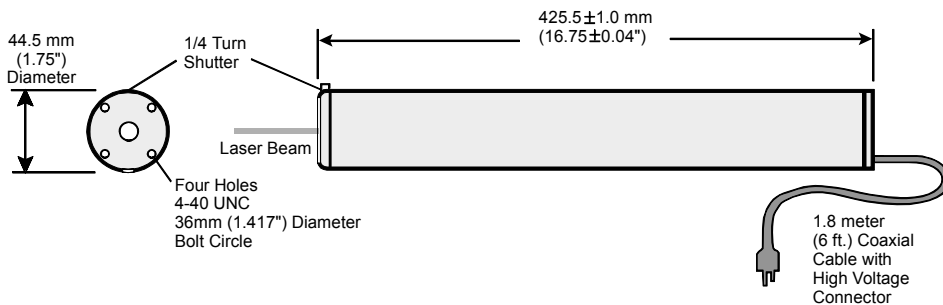 425.5±1.0 mm
(16.75±0.04")
44.5 mm
(1.75")
Diameter
1/4 Turn
Shutter
Laser Beam
Four Holes
4-40 UNC
36mm (1.417") Diameter
Bolt Circle
1.8 meter
(6 ft.) Coaxial
Cable with
High Voltage
Connector